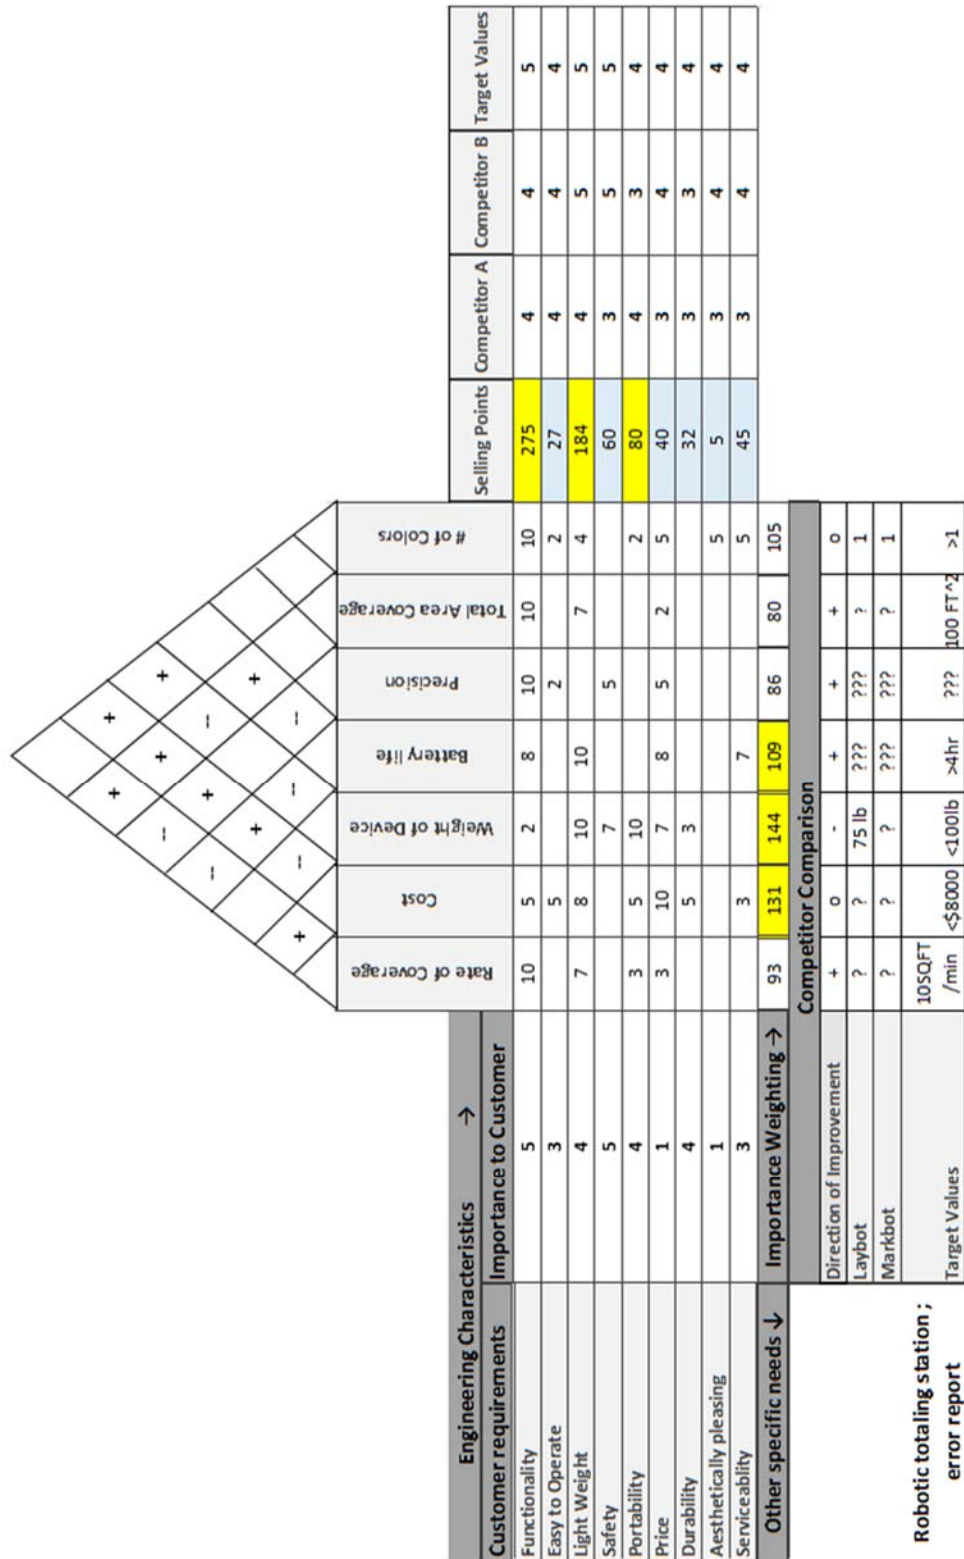 + +
-- + +
-- + --
+ +
+ -- -- --
Rate of Coverage
Cost
Weight of Device
Battery life
Precision
Total Area Coverage
# of Colors
Engineering Characteristics →
Customer requirements Importance to Customer Selling Points Competitor A Competitor B Target Values
Functionality 5 10 5 2 8 10 10 10 275 4 4 5
Easy to Operate 3 5 2 2 27 4 4 4
Light Weight 4 7 8 10 10 7 4 184 4 5 5
Safety 5 7 5 60 3 5 5
Portability 4 3 5 10 2 80 4 3 4
Price 1 3 10 7 8 5 2 5 40 3 4 4
Durability 4 5 3 32 3 3 4
Aesthetically pleasing 1 5 5 3 4 4
Serviceablity 3 3 7 5 45 3 4 4
Other specific needs ↓ Importance Weighting → 93 131 144 109 86 80 105
Competitor Comparison
Direction of Improvement + o - + + + o
Laybot ? ? 75 lb ??? ??? ? 1
Markbot ? ? ? ??? ??? ? 1
Robotic totaling station ;
error report
Target Values 10SQFT
/min <$8000 <100lb >4hr ??? 100 FT^2 >1